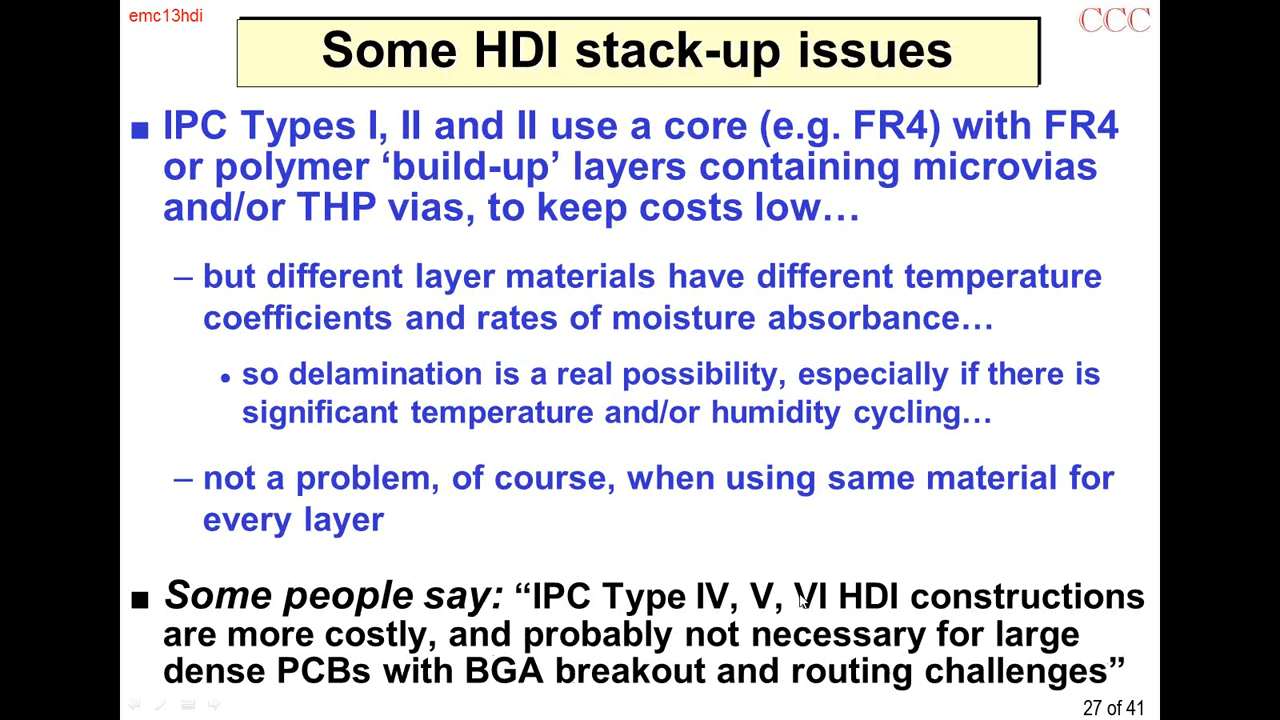 emc13hdi
CCC
Some HDI stack-up issues
■ IPC Types I, II and II use a core (e.g. FR4) with FR4
or polymer ‘build-up’ layers containing microvias
and/or THP vias, to keep costs low…
– but different layer materials have different temperature
coefficients and rates of moisture absorbance…
• so delamination is a real possibility, especially if there is
significant temperature and/or humidity cycling…
– not a problem, of course, when using same material for
every layer
■ Some people say: “IPC Type IV, V, VI HDI constructions
are more costly, and probably not necessary for large
dense PCBs with BGA breakout and routing challenges”
27 of 41